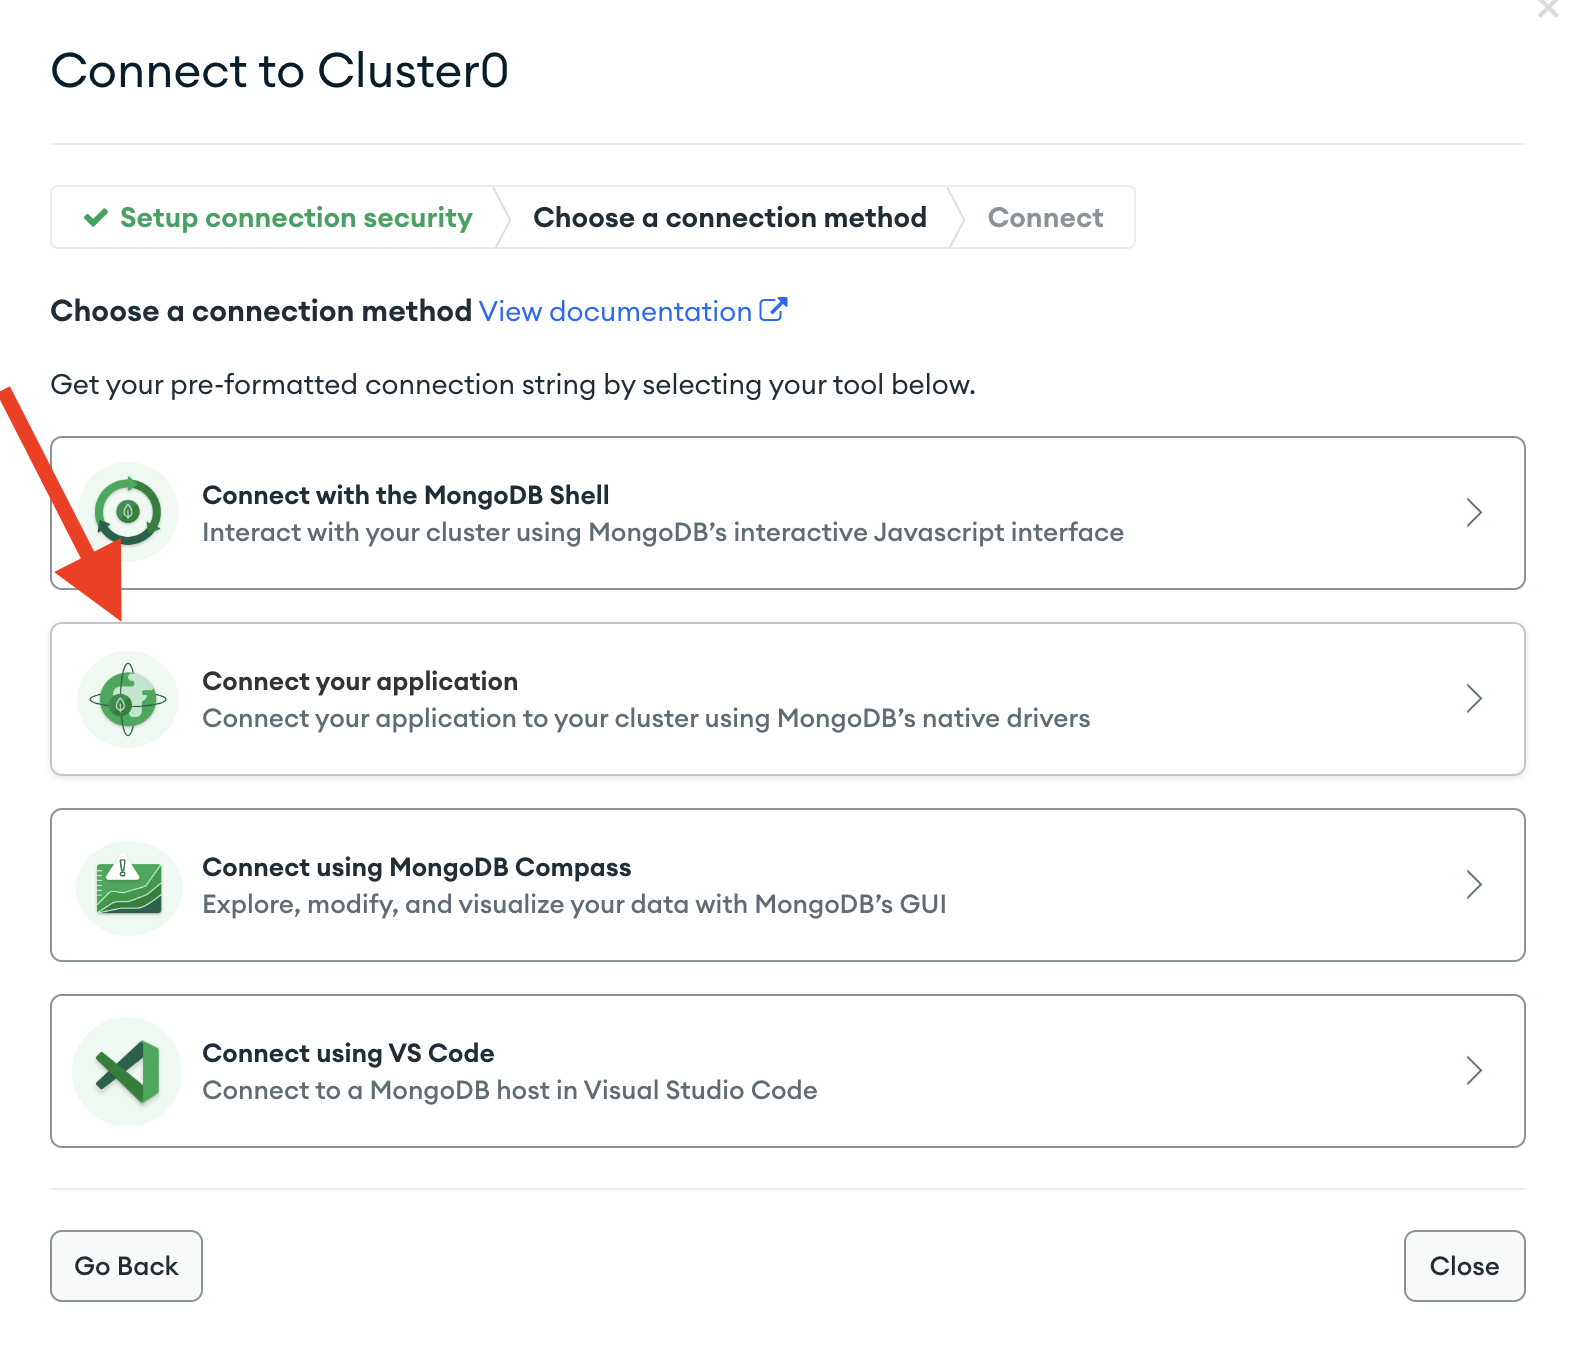 Connect to Cluster0
Setup connection security
Choose a connection method
Connect
Choose a connection method View documentation
Get your pre-formatted connection string by selecting your tool below.
Connect with the MongoDB Shell
Interact with your cluster using MongoDB’s interactive Javascript interface
Connect your application
Connect your application to your cluster using MongoDB’s native drivers
Connect using MongoDB Compass
Explore, modify, and visualize your data with MongoDB’s GUI
Connect using VS Code
Connect to a MongoDB host in Visual Studio Code
Go Back
Close